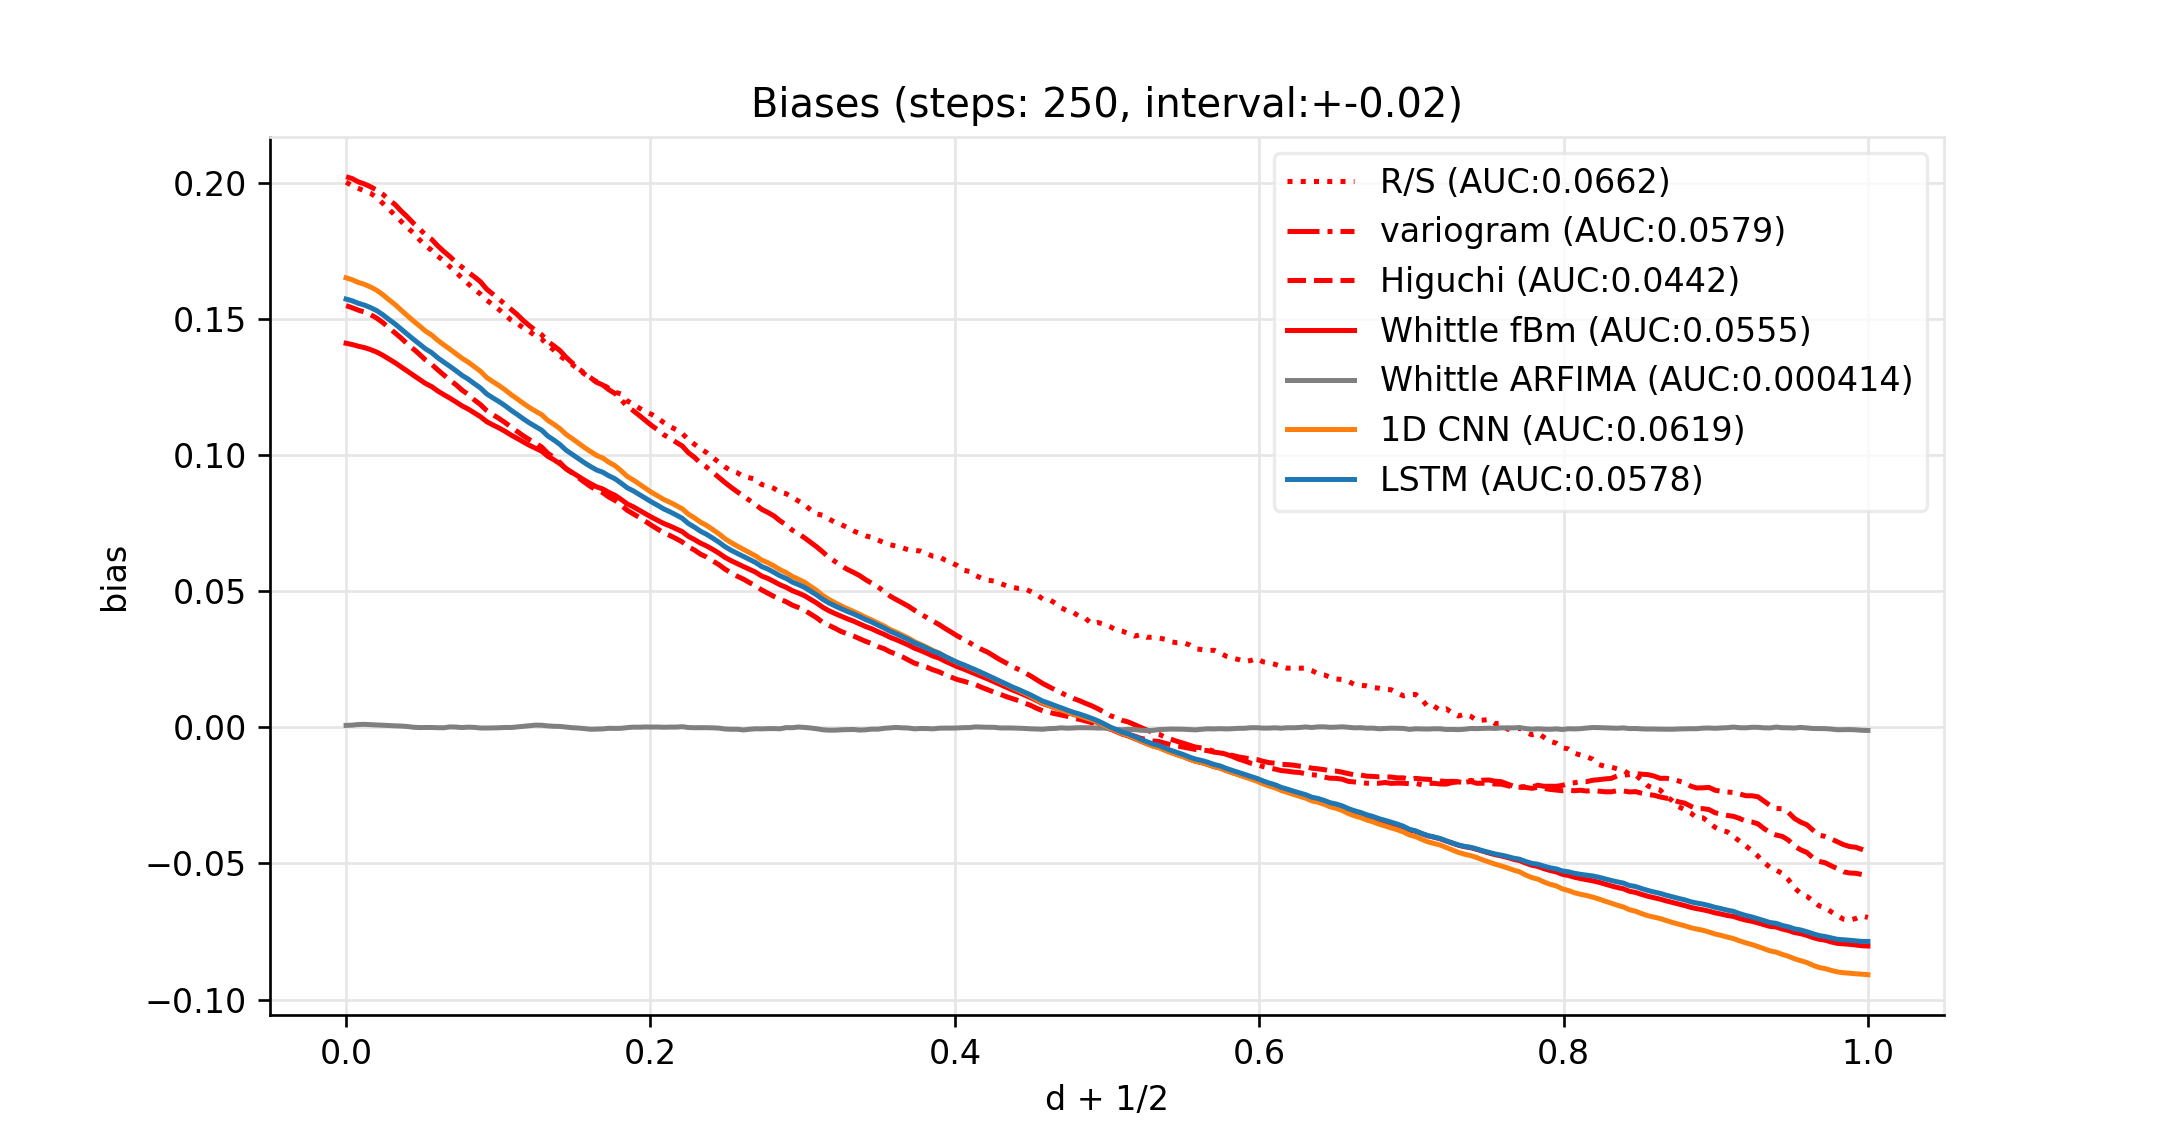 Biases (steps: 250, interval:+-0.02)
R/S (AUC:0.0662)
variogram (AUC:0.0579)
Higuchi (AUC:0.0442)
Whittle fBm (AUC:0.0555)
Whittle ARFIMA (AUC:0.000414)
1D CNN (AUC:0.0619)
LSTM (AUC:0.0578)
bias
0.20
0.15
0.10
0.05
0.00
−0.05
−0.10
0.0 0.2 0.4 0.6 0.8 1.0
d + 1/2